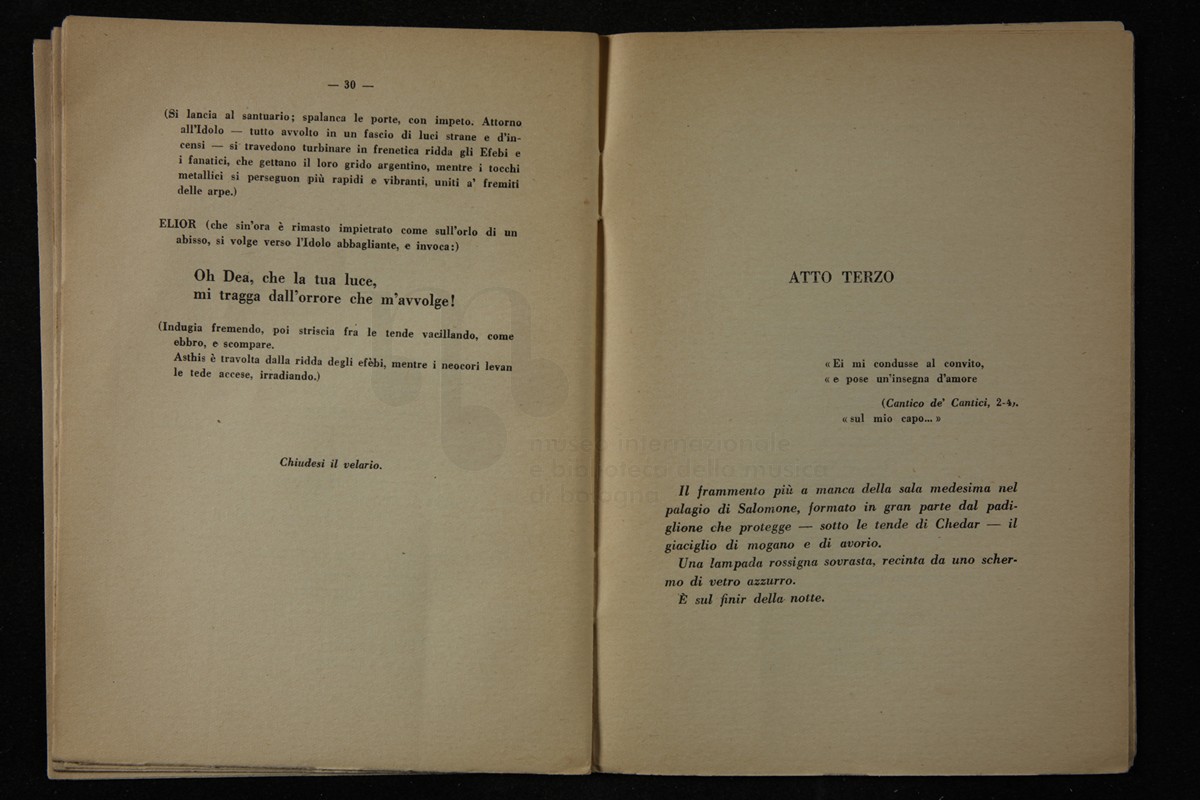 — 30 —
(Si lancia al santuario; spalanca le porte, con impeto. Attorno
all'Idolo — tutto avvolto in un fascio di luci strane e d'in-
censi — si travedono turbinare in frenetica ridda gli Efebi e
i fanatici, che gettano il loro grido argentino, mentre i tocchi
metallici si perseguon più rapidi e vibranti, uniti a' fremiti
delle arpe.)
ELIOR (che sin'ora è rimasto impietrato come sull'orlo di un
abisso, si volge verso l'Idolo abbagliante, e invoca:)
Oh Dea, che la tua luce,
mi tragga dall'orrore che m'avvolge!
(Indugia fremendo, poi striscia fra le tende vacillando, come
ebbro, e scompare.
Asthis è travolta dalla ridda degli efèbi, mentre i neocori levan
le tede accese, irradiando.)
Chiudesi il velario.
ATTO TERZO
« Ei mi condusse al convito,
« e pose un'insegna d'amore
(Cantico de' Cantici, 2-4).
« sul mio capo... »
Il frammento più a manca della sala medesima nel
palagio di Salomone, formato in gran parte dal padi-
glione che protegge — sotto le tende di Chedar — il
giaciglio di mogano e di avorio.
Una lampada rossigna sovrasta, recinta da uno scher-
mo di vetro azzurro.
È sul finir della notte.
museo internazionale
e biblioteca della musica
di bologna